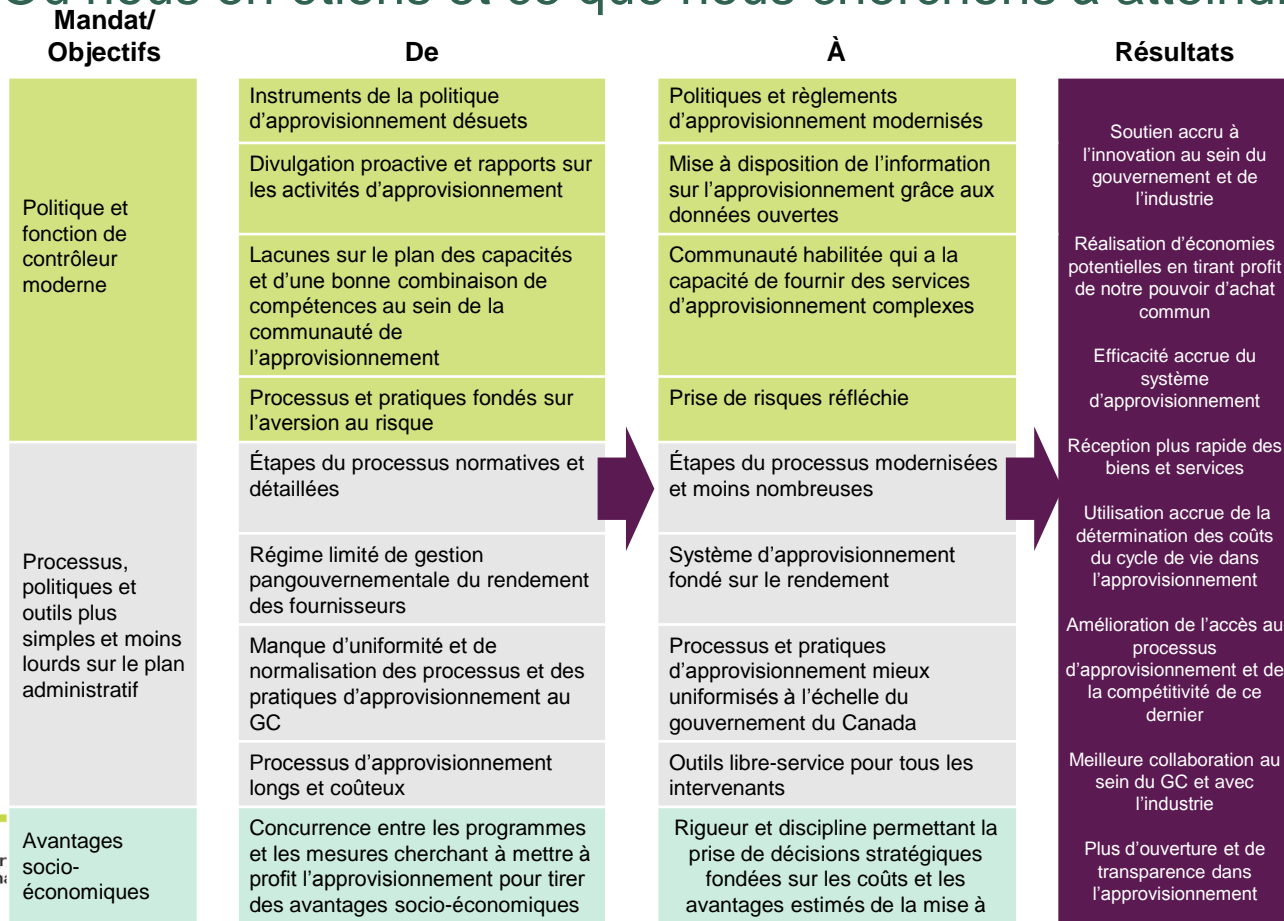 Mandat/
Objectifs
De
À
Résultats
Politique et
fonction de
contrôleur
moderne
Instruments de la politique
d'approvisionnement désuets
Politiques et règlements
d'approvisionnement modernisés
Divulgation proactive et rapports sur
les activités d'approvisionnement
Mise à disposition de l'information
sur l'approvisionnement grâce aux
données ouvertes
Lacunes sur le plan des capacités
et d'une bonne combinaison de
compétences au sein de la
communauté de
l'approvisionnement
Communauté habilitée qui a la
capacité de fournir des services
d'approvisionnement complexes
Processus et pratiques fondés sur
l'aversion au risque
Prise de risques réfléchie
Processus,
politiques et
outils plus
simples et moins
lourds sur le plan
administratif
Étapes du processus normatives et
détaillées
Étapes du processus modernisées
et moins nombreuses
Régime limité de gestion
pangouvernementale du rendement
des fournisseurs
Système d'approvisionnement
fondé sur le rendement
Manque d'uniformité et de
normalisation des processus et des
pratiques d'approvisionnement au
GC
Processus et pratiques
d'approvisionnement mieux
uniformisés à l'échelle du
gouvernement du Canada
Processus d'approvisionnement
longs et coûteux
Outils libre-service pour tous les
intervenants
Avantages
socio-
économiques
Concurrence entre les programmes
et les mesures cherchant à mettre à
profit l'approvisionnement pour tirer
des avantages socio-économiques
Rigueur et discipline permettant la
prise de décisions stratégiques
fondées sur les coûts et les
avantages estimés de la mise à
Soutien accru à
l'innovation au sein du
gouvernement et de
l'industrie
Réalisation d'économies
potentielles en tirant profit
de notre pouvoir d'achat
commun
Efficacité accrue du
système
d'approvisionnement
Réception plus rapide des
biens et services
Utilisation accrue de la
détermination des coûts
du cycle de vie dans
l'approvisionnement
Amélioration de l'accès au
processus
d'approvisionnement et de
la compétitivité de ce
dernier
Meilleure collaboration au
sein du GC et avec
l'industrie
Plus d'ouverture et de
transparence dans
l'approvisionnement